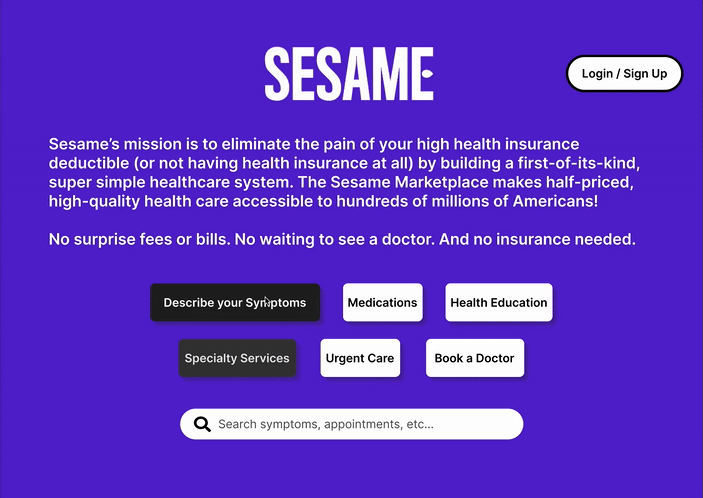 SESAME
Login / Sign Up
Sesame’s mission is to eliminate the pain of your high health insurance
deductible (or not having health insurance at all) by building a first-of-its-kind,
super simple healthcare system. The Sesame Marketplace makes half-priced,
high-quality health care accessible to hundreds of millions of Americans!
No surprise fees or bills. No waiting to see a doctor. And no insurance needed.
Describe your Symptoms
Medications
Health Education
Specialty Services
Urgent Care
Book a Doctor
Search symptoms, appointments, etc...